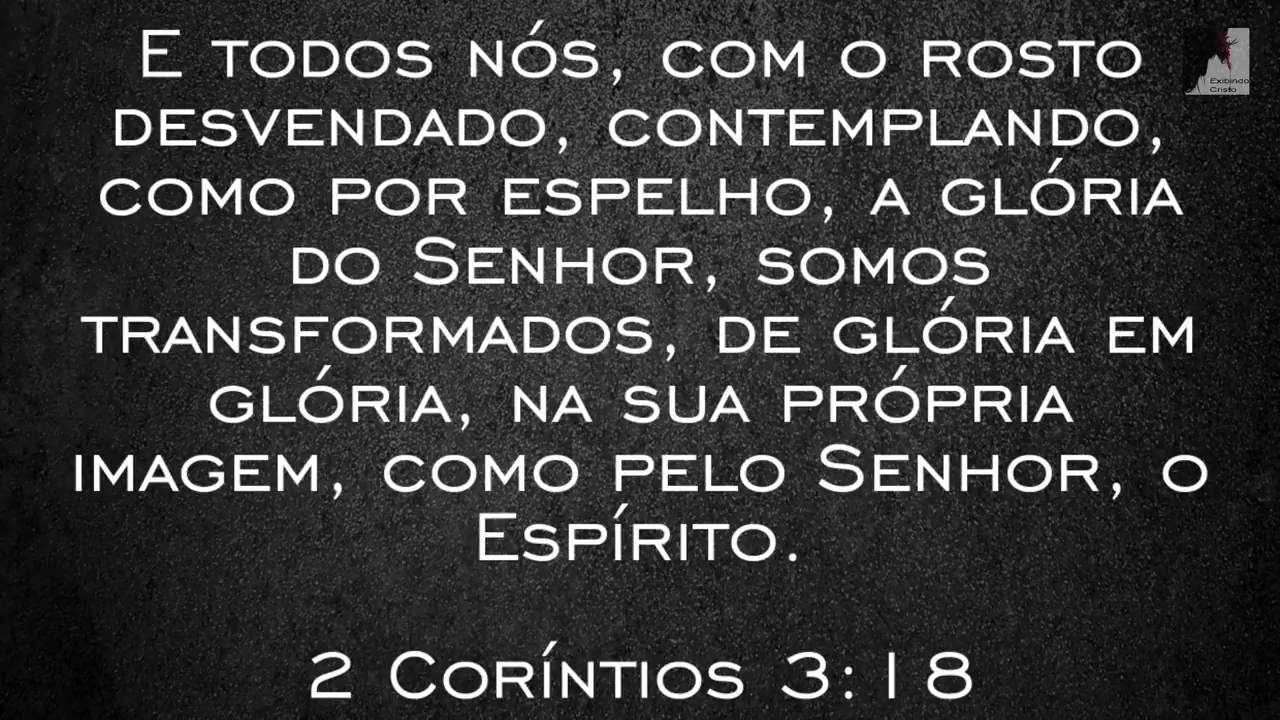 E TODOS NÓS, COM O ROSTO
DESVENDADO, CONTEMPLANDO,
COMO POR ESPELHO, A GLÓRIA
DO SENHOR, SOMOS
TRANSFORMADOS, DE GLÓRIA EM
GLÓRIA, NA SUA PRÓPRIA
IMAGEM, COMO PELO SENHOR, O
ESPÍRITO.
2 CORÍNTIOS 3:18
Exibindo
Cristo